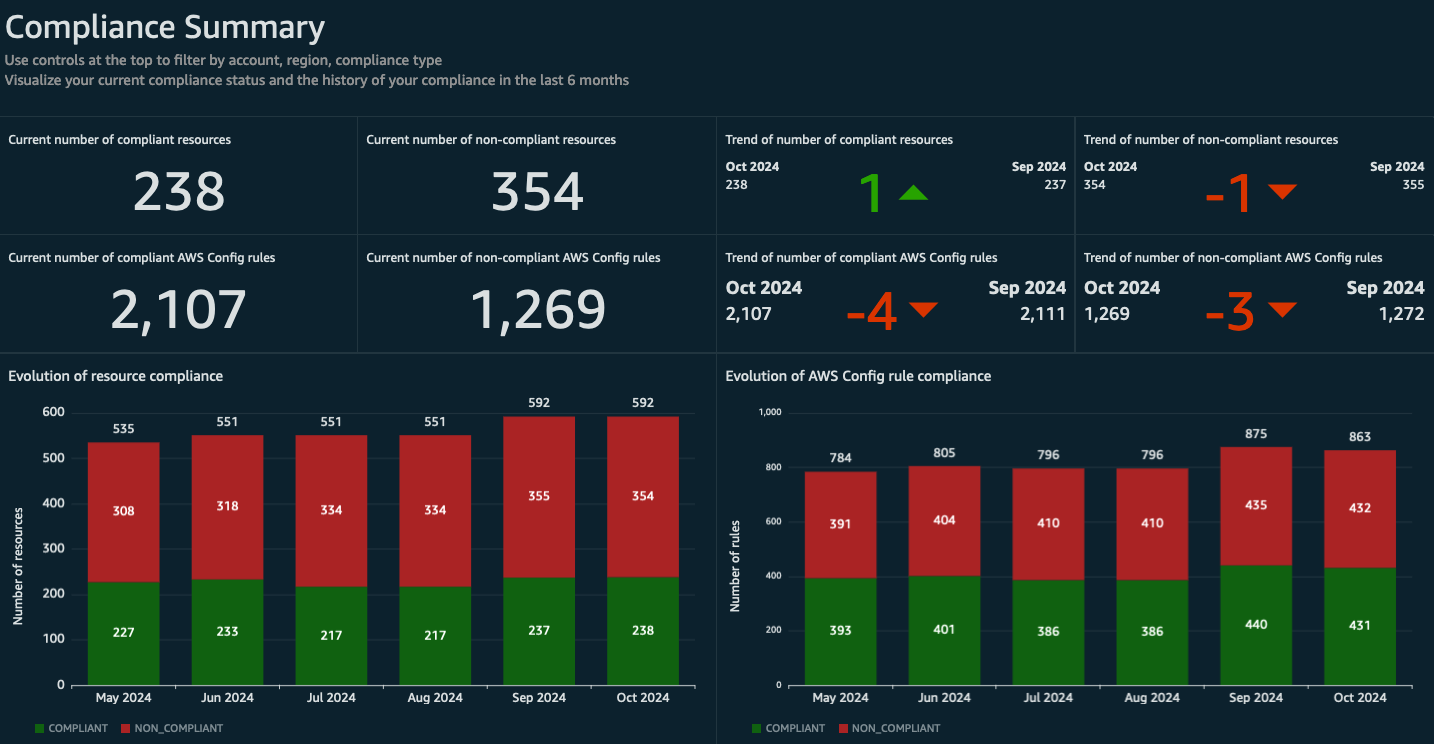 Compliance Summary
Use controls at the top to filter by account, region, compliance type
Visualize your current compliance status and the history of your compliance in the last 6 months
Current number of compliant resources
238
Current number of non-compliant resources
354
Trend of number of compliant resources
Oct 2024
238
1
Sep 2024
237
Trend of number of non-compliant resources
Oct 2024
354
-1
Sep 2024
355
Current number of compliant AWS Config rules
2,107
Current number of non-compliant AWS Config rules
1,269
Trend of number of compliant AWS Config rules
Oct 2024
2,107
-4
Sep 2024
2,111
Trend of number of non-compliant AWS Config rules
Oct 2024
1,269
-3
Sep 2024
1,272
Evolution of resource compliance
Number of resources
600
500
400
300
200
100
0
535 551 551 551 592 592
308 318 334 334 355 354
227 233 217 217 237 238
May 2024 Jun 2024 Jul 2024 Aug 2024 Sep 2024 Oct 2024
COMPLIANT NON_COMPLIANT
Evolution of AWS Config rule compliance
Number of rules
1,000
800
600
400
200
0
784 805 796 796 875 863
391 404 410 410 435 432
393 401 386 386 440 431
May 2024 Jun 2024 Jul 2024 Aug 2024 Sep 2024 Oct 2024
COMPLIANT NON_COMPLIANT